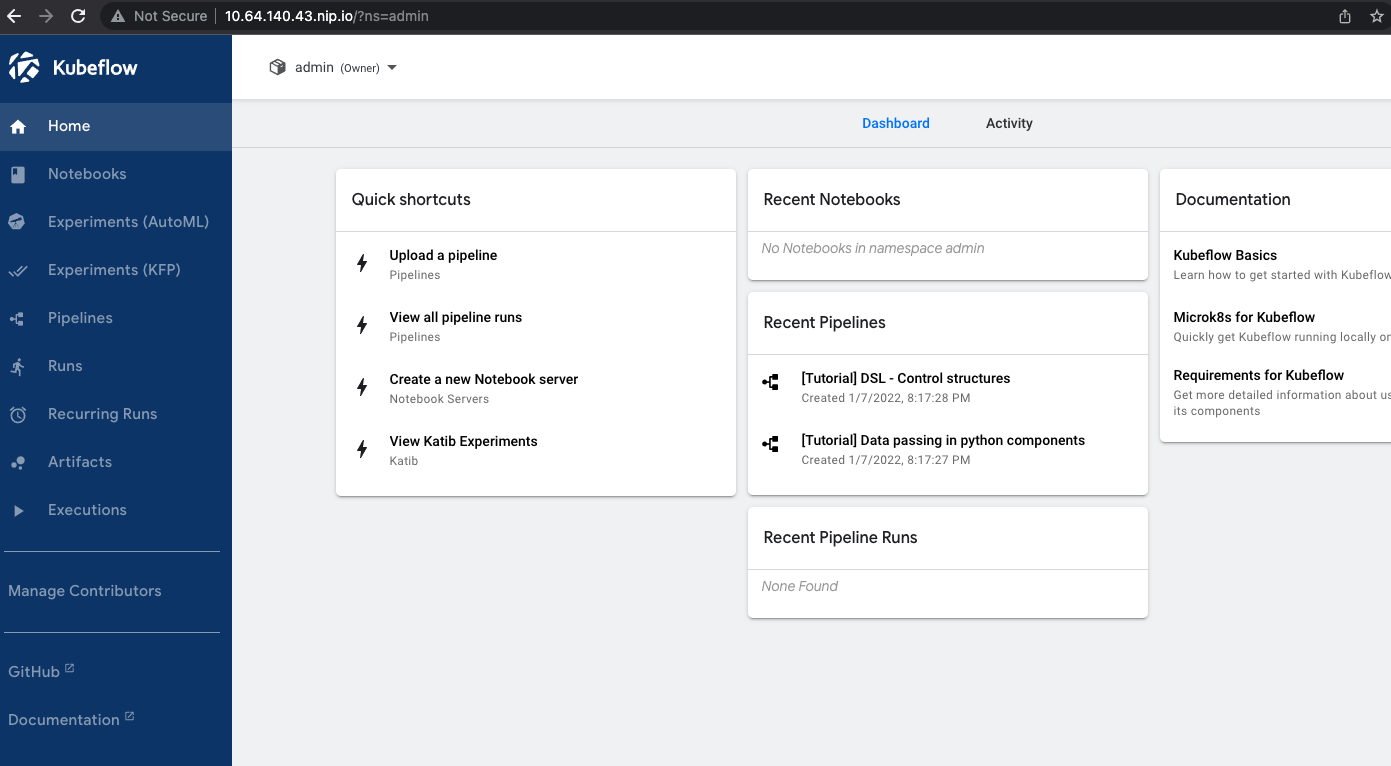 Not Secure 10.64.140.43.nip.io/?ns=admin
Kubeflow
admin (Owner)
Home
Notebooks
Experiments (AutoML)
Experiments (KFP)
Pipelines
Runs
Recurring Runs
Artifacts
Executions
Manage Contributors
GitHub
Documentation
Dashboard Activity
Quick shortcuts
Upload a pipeline
Pipelines
View all pipeline runs
Pipelines
Create a new Notebook server
Notebook Servers
View Katib Experiments
Katib
Recent Notebooks
No Notebooks in namespace admin
Recent Pipelines
[Tutorial] DSL - Control structures
Created 1/7/2022, 8:17:28 PM
[Tutorial] Data passing in python components
Created 1/7/2022, 8:17:27 PM
Recent Pipeline Runs
None Found
Documentation
Kubeflow Basics
Learn how to get started with Kubeflow
Microk8s for Kubeflow
Quickly get Kubeflow running locally on
Requirements for Kubeflow
Get more detailed information about us
its components